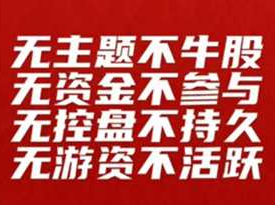 无主题不牛股
无资金不参与
无控盘不持久
无游资不活跃